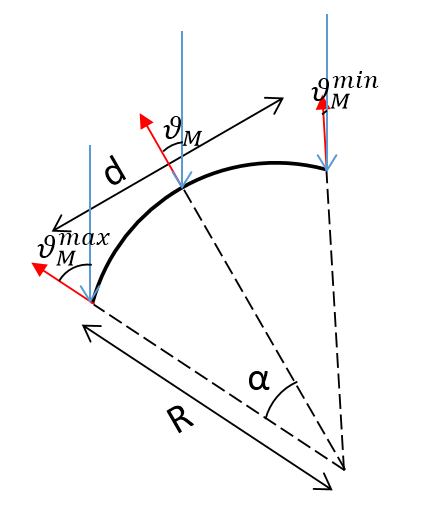 𝜗_M^min
𝜗_M
d
𝜗_M^max
α
R